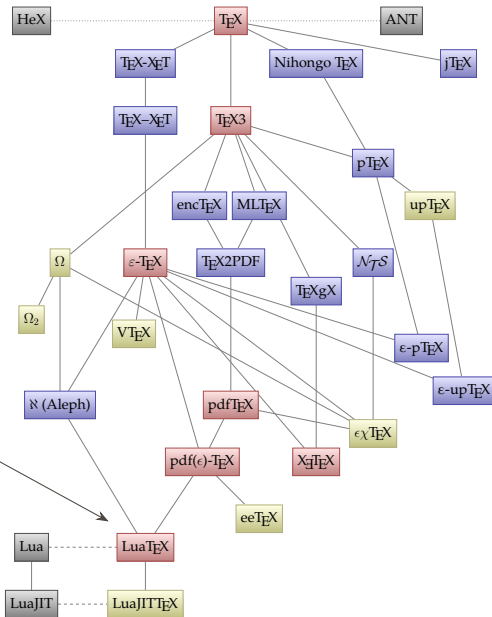 HeX
TEX
ANT
TEX-XET
Nihongo TEX
jTEX
TEX--XET
TEX3
pTEX
encTEX
MLTEX
upTEX
Ω
ε-TEX
TEX2PDF
NTS
TEXgX
Ω₂
VTEX
ε-pTEX
ε-upTEX
ℵ (Aleph)
pdfTEX
ϵχTEX
pdf(ϵ)-TEX
XƎTEX
eeTEX
Lua
LuaTEX
LuaJIT
LuaJITTEX